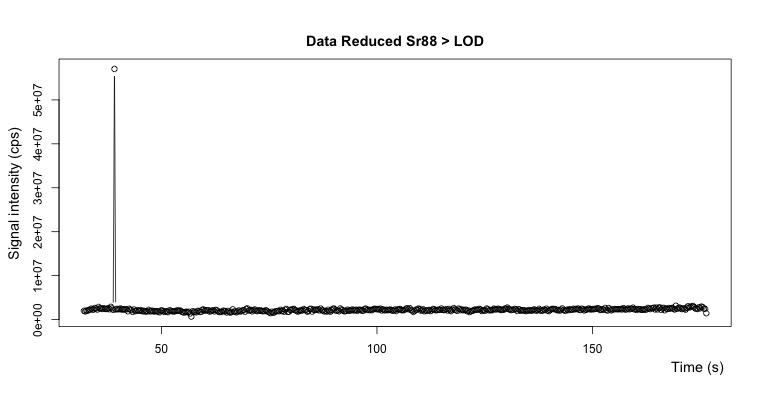 Data Reduced Sr88 > LOD
Signal intensity (cps)
5e+07
4e+07
3e+07
2e+07
1e+07
0e+00
50
100
150
Time (s)